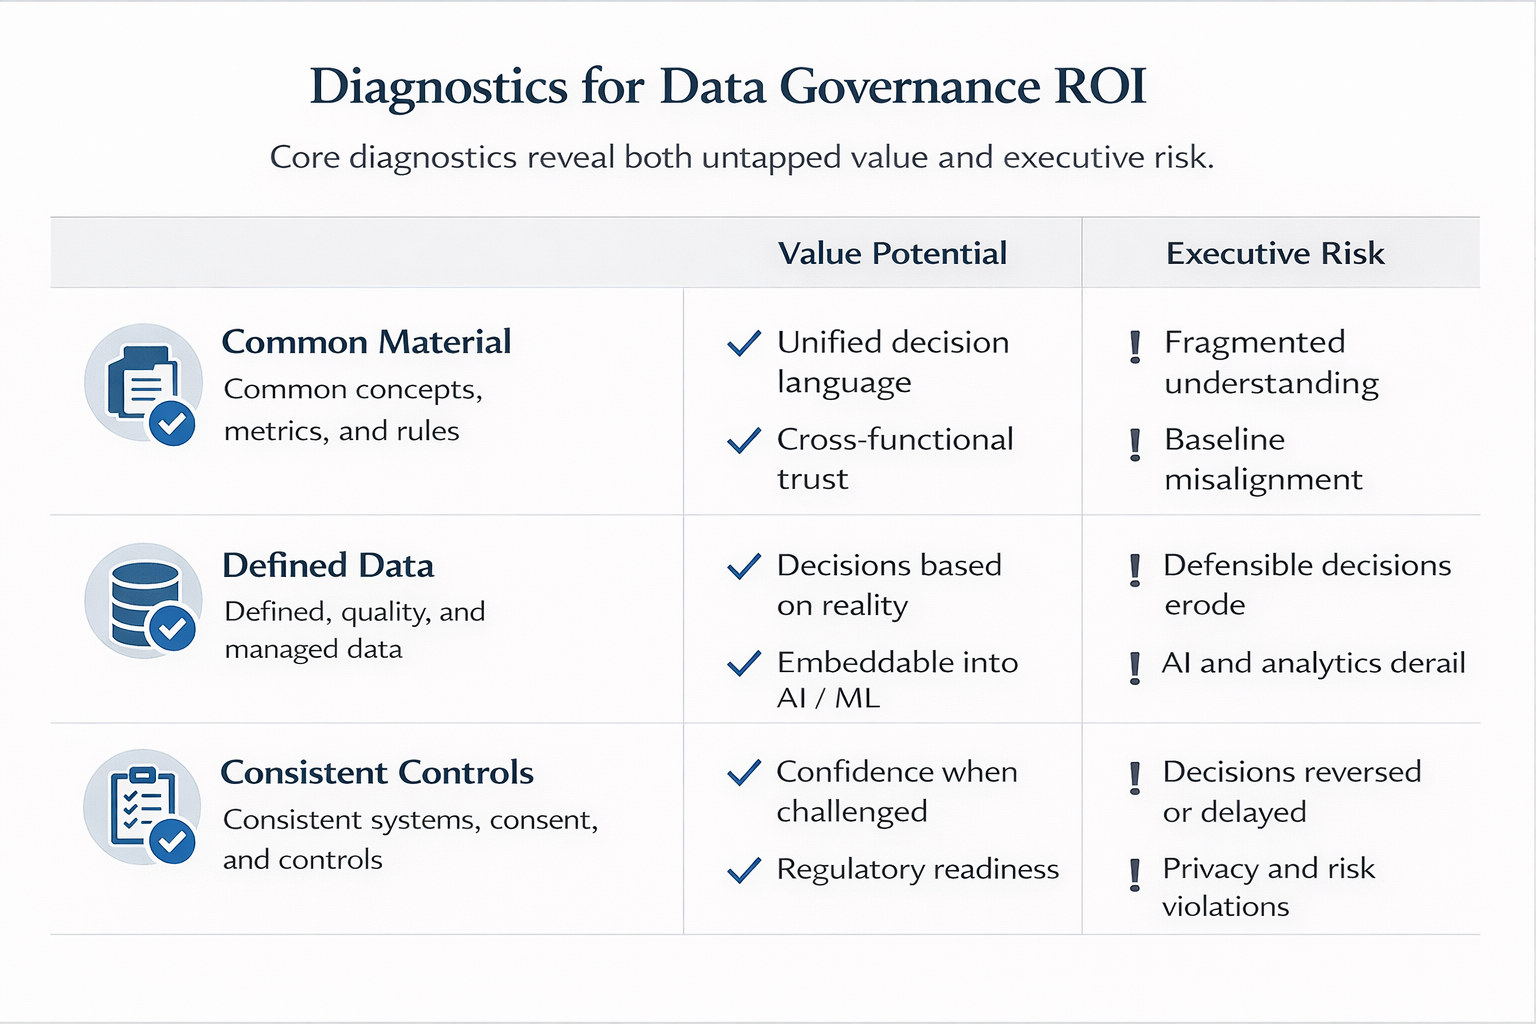 Diagnostics for Data Governance ROI
Core diagnostics reveal both untapped value and executive risk.
Value Potential
Executive Risk
Common Material
Common concepts,
metrics, and rules
Unified decision
language
Cross-functional
trust
Fragmented
understanding
Baseline
misalignment
Defined Data
Defined, quality, and
managed data
Decisions based
on reality
Embeddable into
AI / ML
Defensible decisions
erode
AI and analytics derail
Consistent Controls
Consistent systems, consent,
and controls
Confidence when
challenged
Regulatory readiness
Decisions reversed
or delayed
Privacy and risk
violations